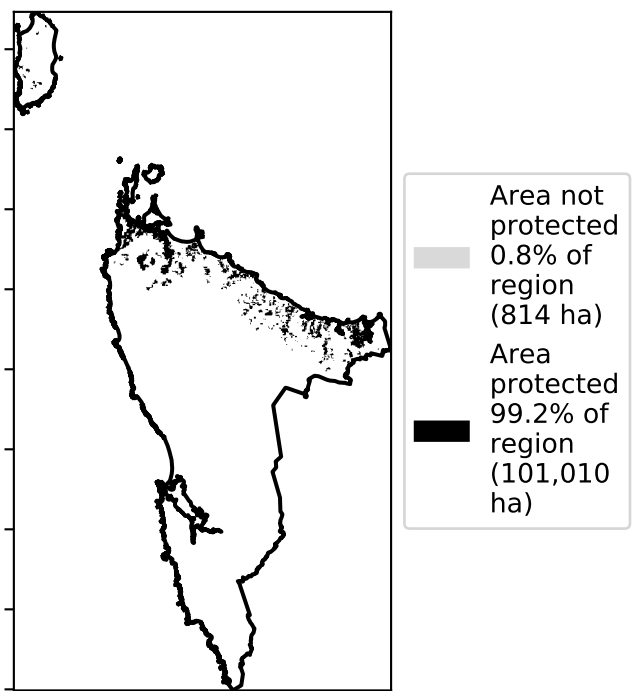 Area not
protected
0.8% of
region
(814 ha)
Area
protected
99.2% of
region
(101,010
ha)